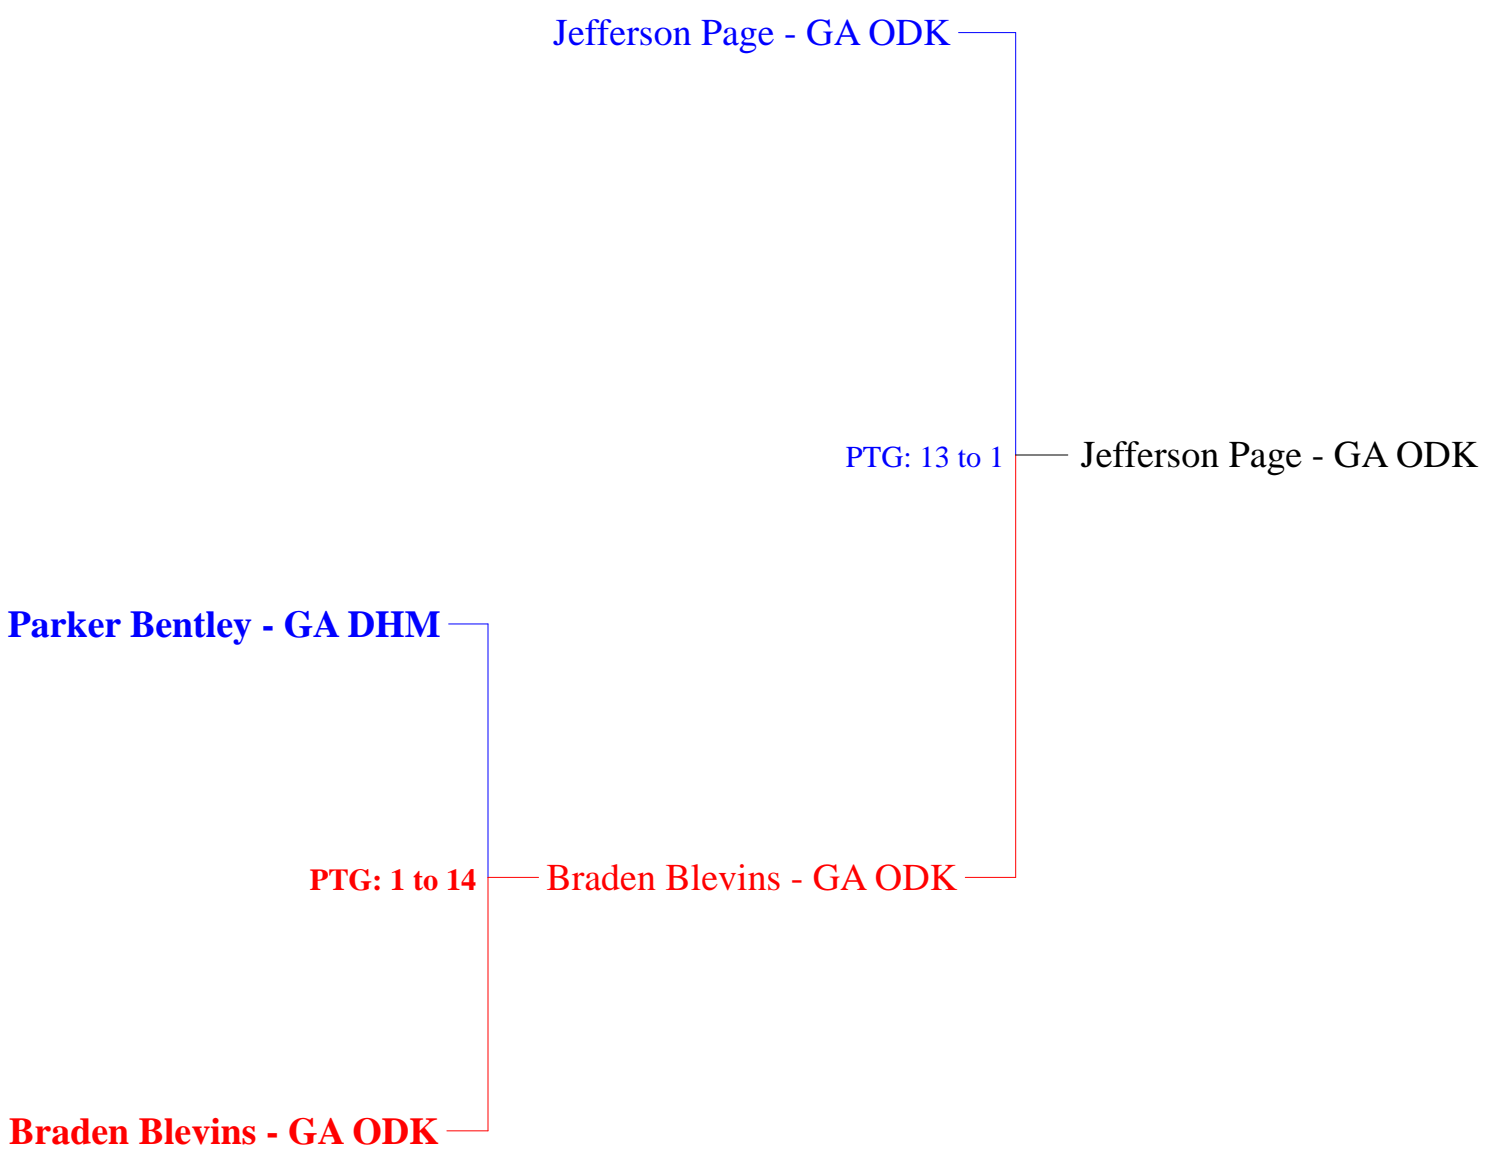 Jefferson Page - GA ODK
PTG: 13 to 1
Jefferson Page - GA ODK
Parker Bentley - GA DHM
PTG: 1 to 14
Braden Blevins - GA ODK
Braden Blevins - GA ODK